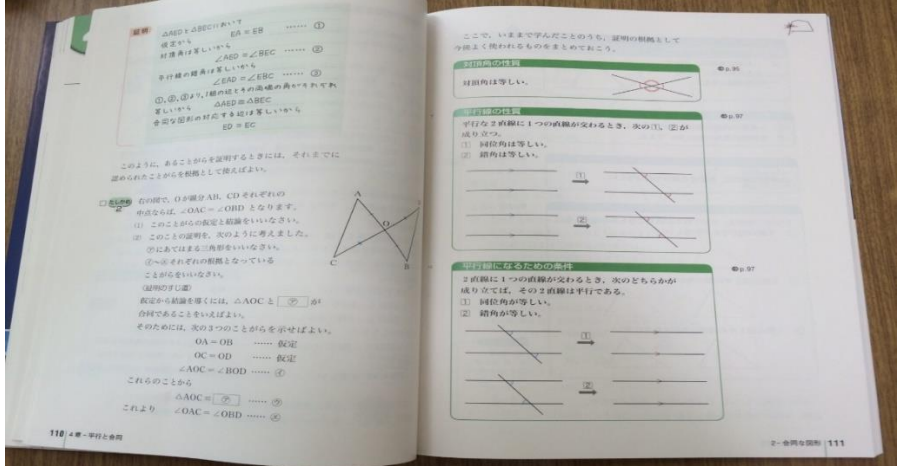 証明
△AEDと△BECにおいて
仮定から EA = EB …… ①
対頂角は等しいから
∠AED = ∠BEC …… ②
平行線の錯角は等しいから
∠EAD = ∠EBC …… ③
①,②,③より,1組の辺とその両端の角がそれぞれ
等しいから △AED≡△BEC
合同な図形の対応する辺は等しいから
ED = EC
このように,あることがらを証明するときには,それまでに
認められたことがらを根拠として使えばよい。
たしかめ 2
右の図で,Oが線分AB,CDそれぞれの
中点ならば,∠OAC=∠OBD となります。
(1) このことがらの仮定と結論をいいなさい。
(2) このことの証明を,次のように考えました。
㋐にあてはまる三角形をいいなさい。
㋑〜㋓それぞれの根拠となっている
ことがらをいいなさい。
〈証明のすじ道〉
仮定から結論を導くには,△AOCと ㋐ が
合同であることをいえばよい。
そのためには,次の3つのことがらを示せばよい。
OA = OB …… 仮定
OC = OD …… 仮定
∠AOC = ∠BOD …… ㋑
これらのことから
△AOC≡ ㋐ …… ㋒
これより ∠OAC = ∠OBD …… ㋓
A
O
C
B
110 4章-平行と合同
ここで,いままで学んだことのうち,証明の根拠として
今後よく使われるものをまとめておこう。
対頂角の性質
対頂角は等しい。
平行線の性質
p.97
平行な2直線に1つの直線が交わるとき,次の①,②が
成り立つ。
① 同位角は等しい。
② 錯角は等しい。
①
②
平行線になるための条件
p.97
2直線に1つの直線が交わるとき,次のどちらかが
成り立てば,その2直線は平行である。
① 同位角が等しい。
② 錯角が等しい。
①
②
2-合同な図形 111